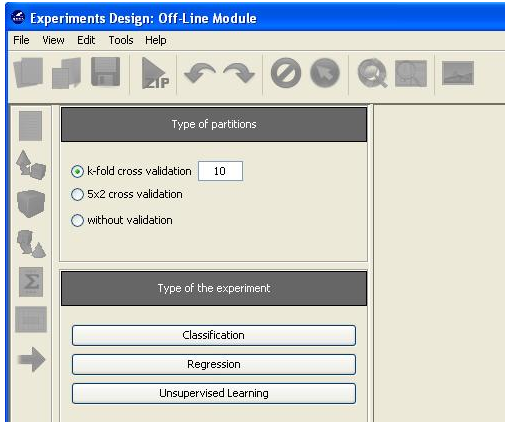 Experiments Design: Off-Line Module
File View Edit Tools Help
ZIP
Type of partitions
k-fold cross validation 10
5x2 cross validation
without validation
Type of the experiment
Classification
Regression
Unsupervised Learning